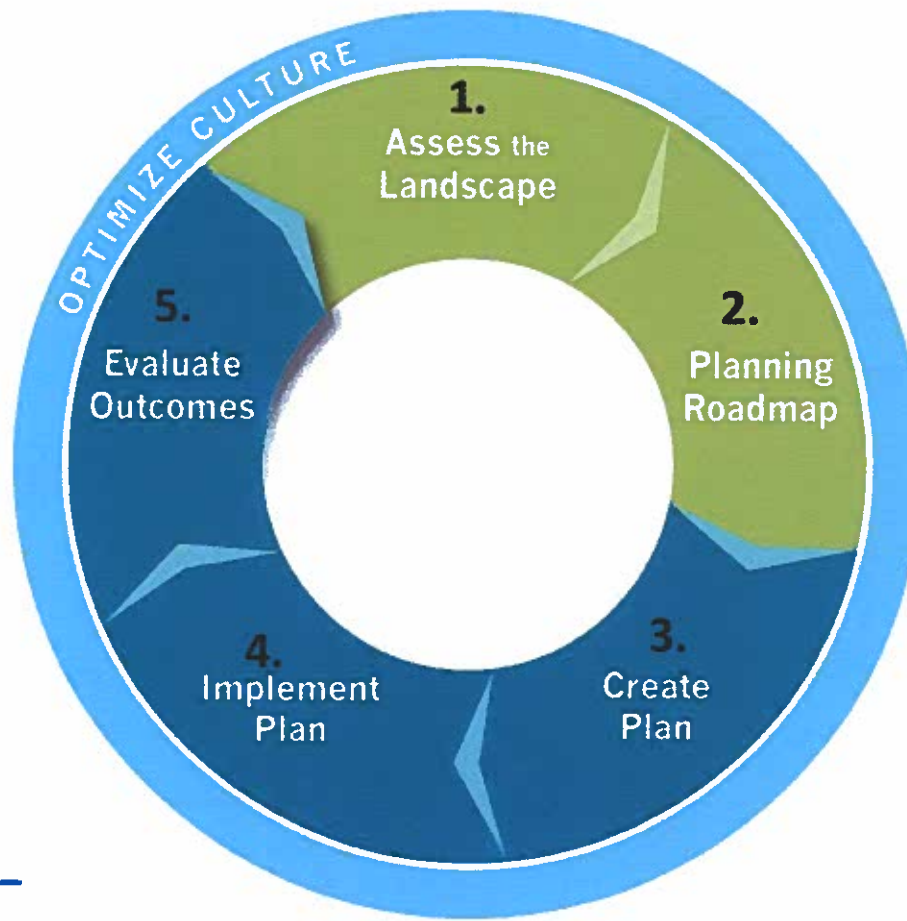 OPTIMIZE CULTURE
1.
Assess the
Landscape
2.
Planning
Roadmap
3.
Create
Plan
4.
Implement
Plan
5.
Evaluate
Outcomes